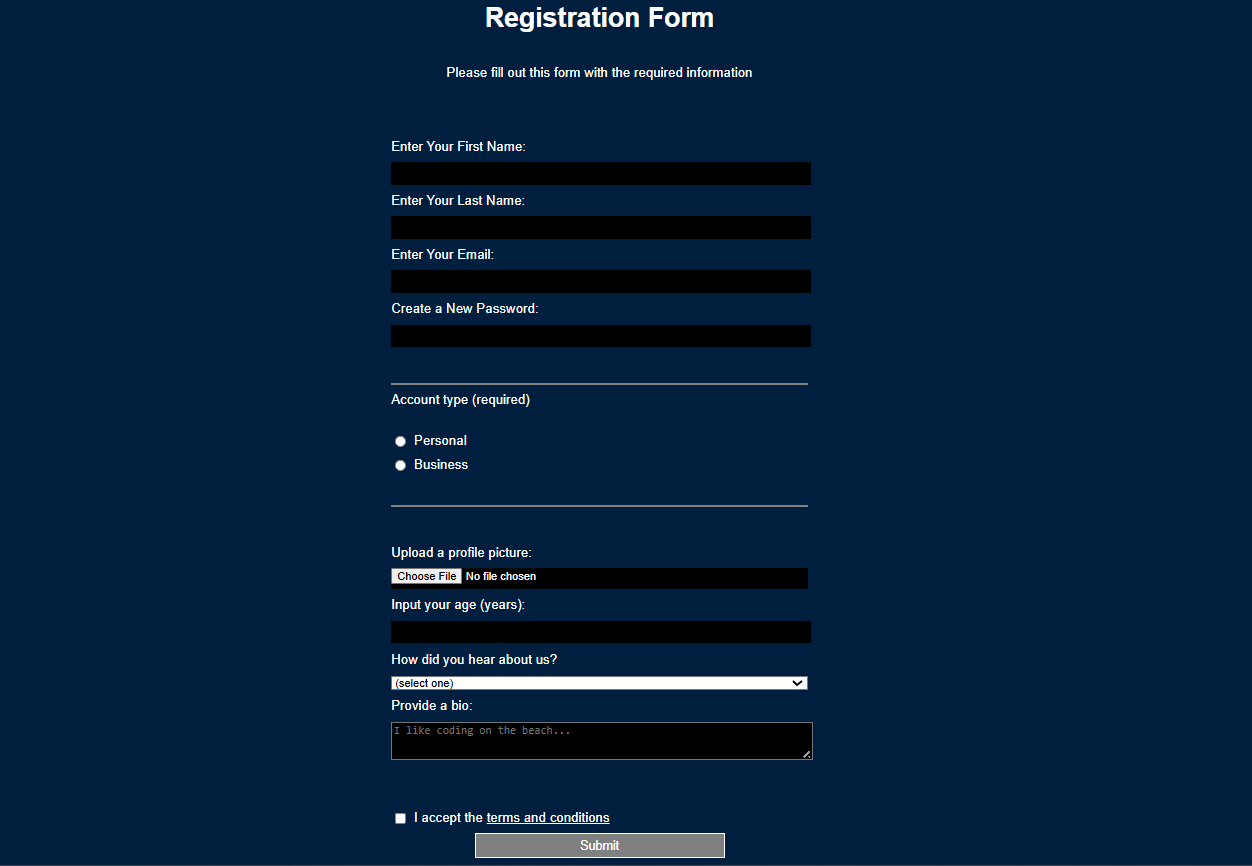 Registration Form
Please fill out this form with the required information
Enter Your First Name:
Enter Your Last Name:
Enter Your Email:
Create a New Password:
Account type (required)
Personal
Business
Upload a profile picture:
Choose File No file chosen
Input your age (years):
How did you hear about us?
(select one)
Provide a bio:
I like coding on the beach...
I accept the terms and conditions
Submit